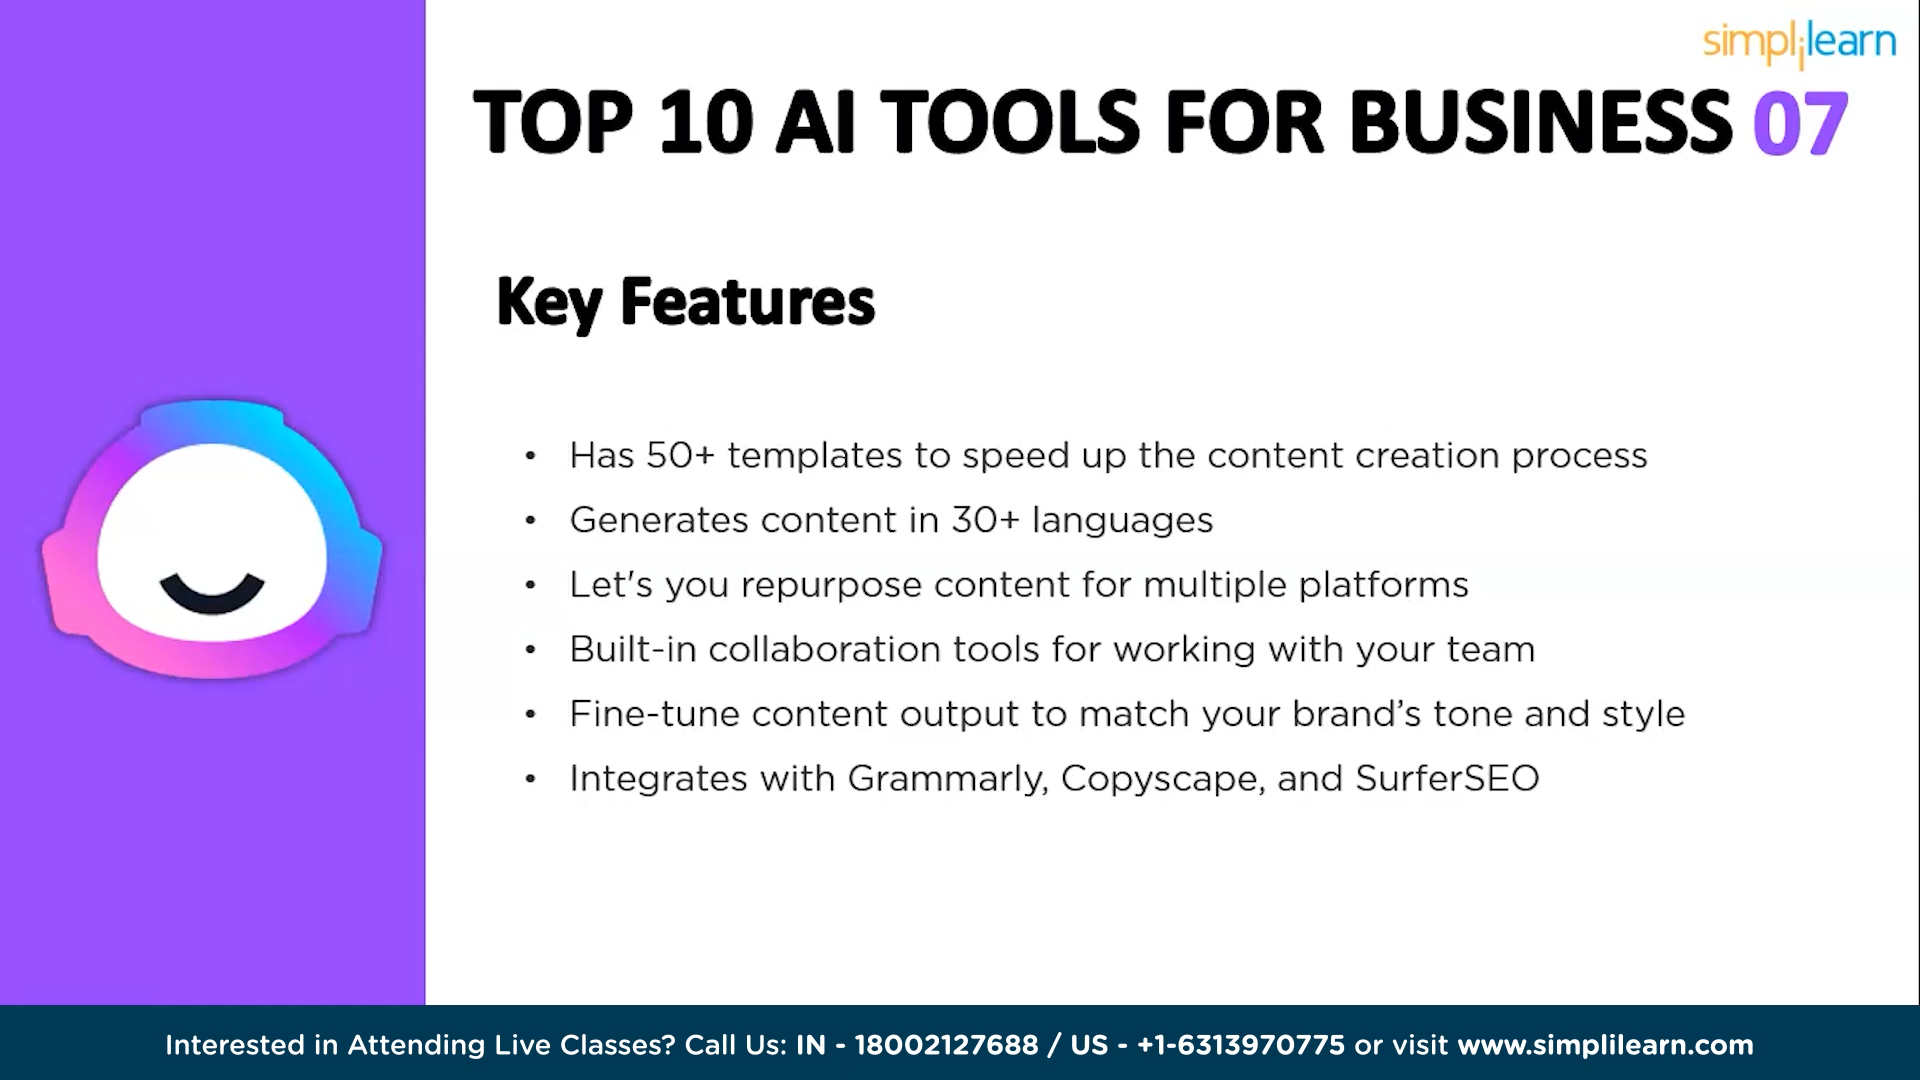 simplilearn
TOP 10 AI TOOLS FOR BUSINESS 07
Key Features
• Has 50+ templates to speed up the content creation process
• Generates content in 30+ languages
• Let's you repurpose content for multiple platforms
• Built-in collaboration tools for working with your team
• Fine-tune content output to match your brand’s tone and style
• Integrates with Grammarly, Copyscape, and SurferSEO
Interested in Attending Live Classes? Call Us: IN - 18002127688 / US - +1-6313970775 or visit www.simplilearn.com